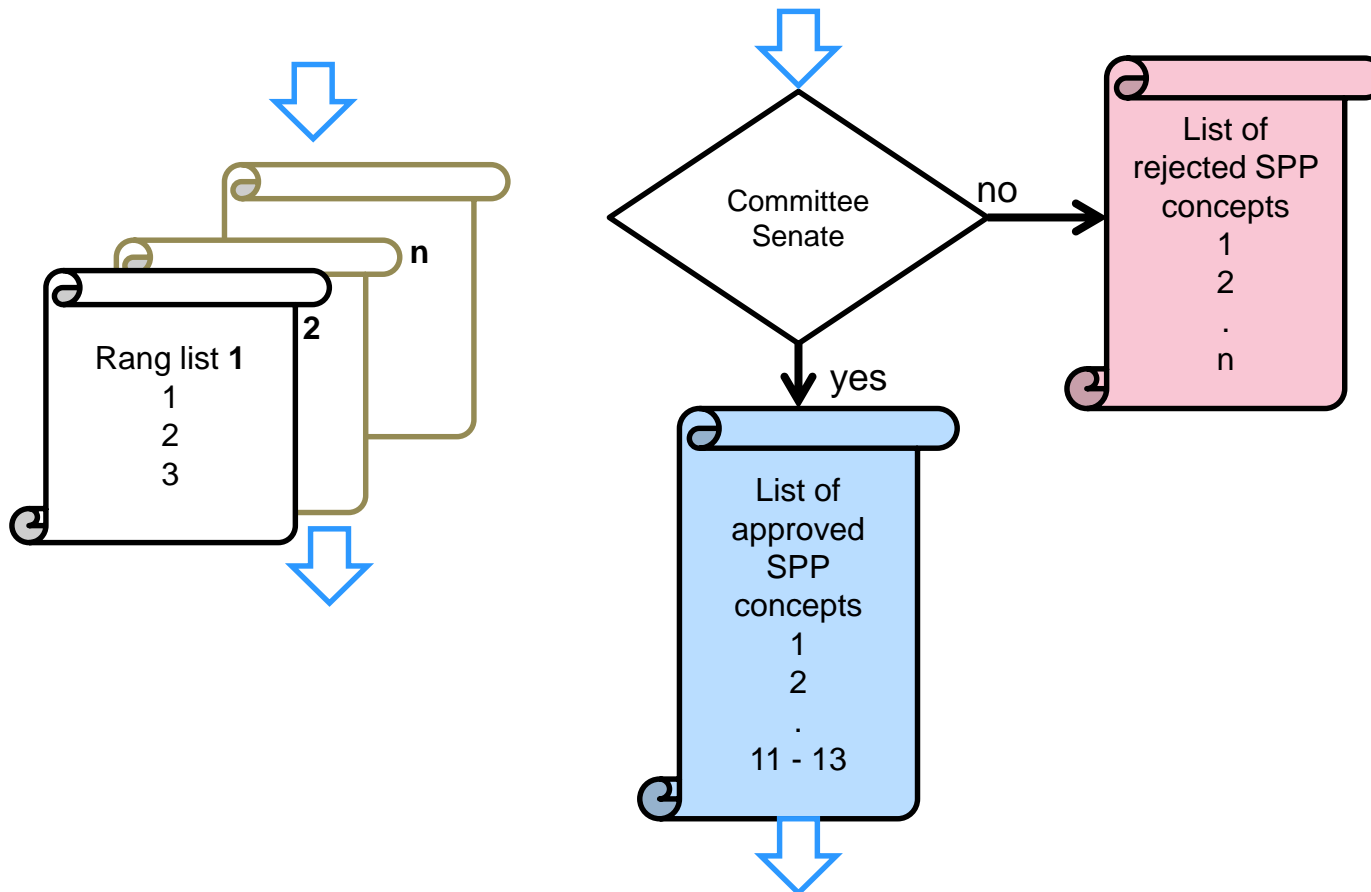 n
2
Rang list 1
1
2
3
Committee
Senate
no
yes
List of
rejected SPP
concepts
1
2
.
n
List of
approved
SPP
concepts
1
2
.
11 - 13